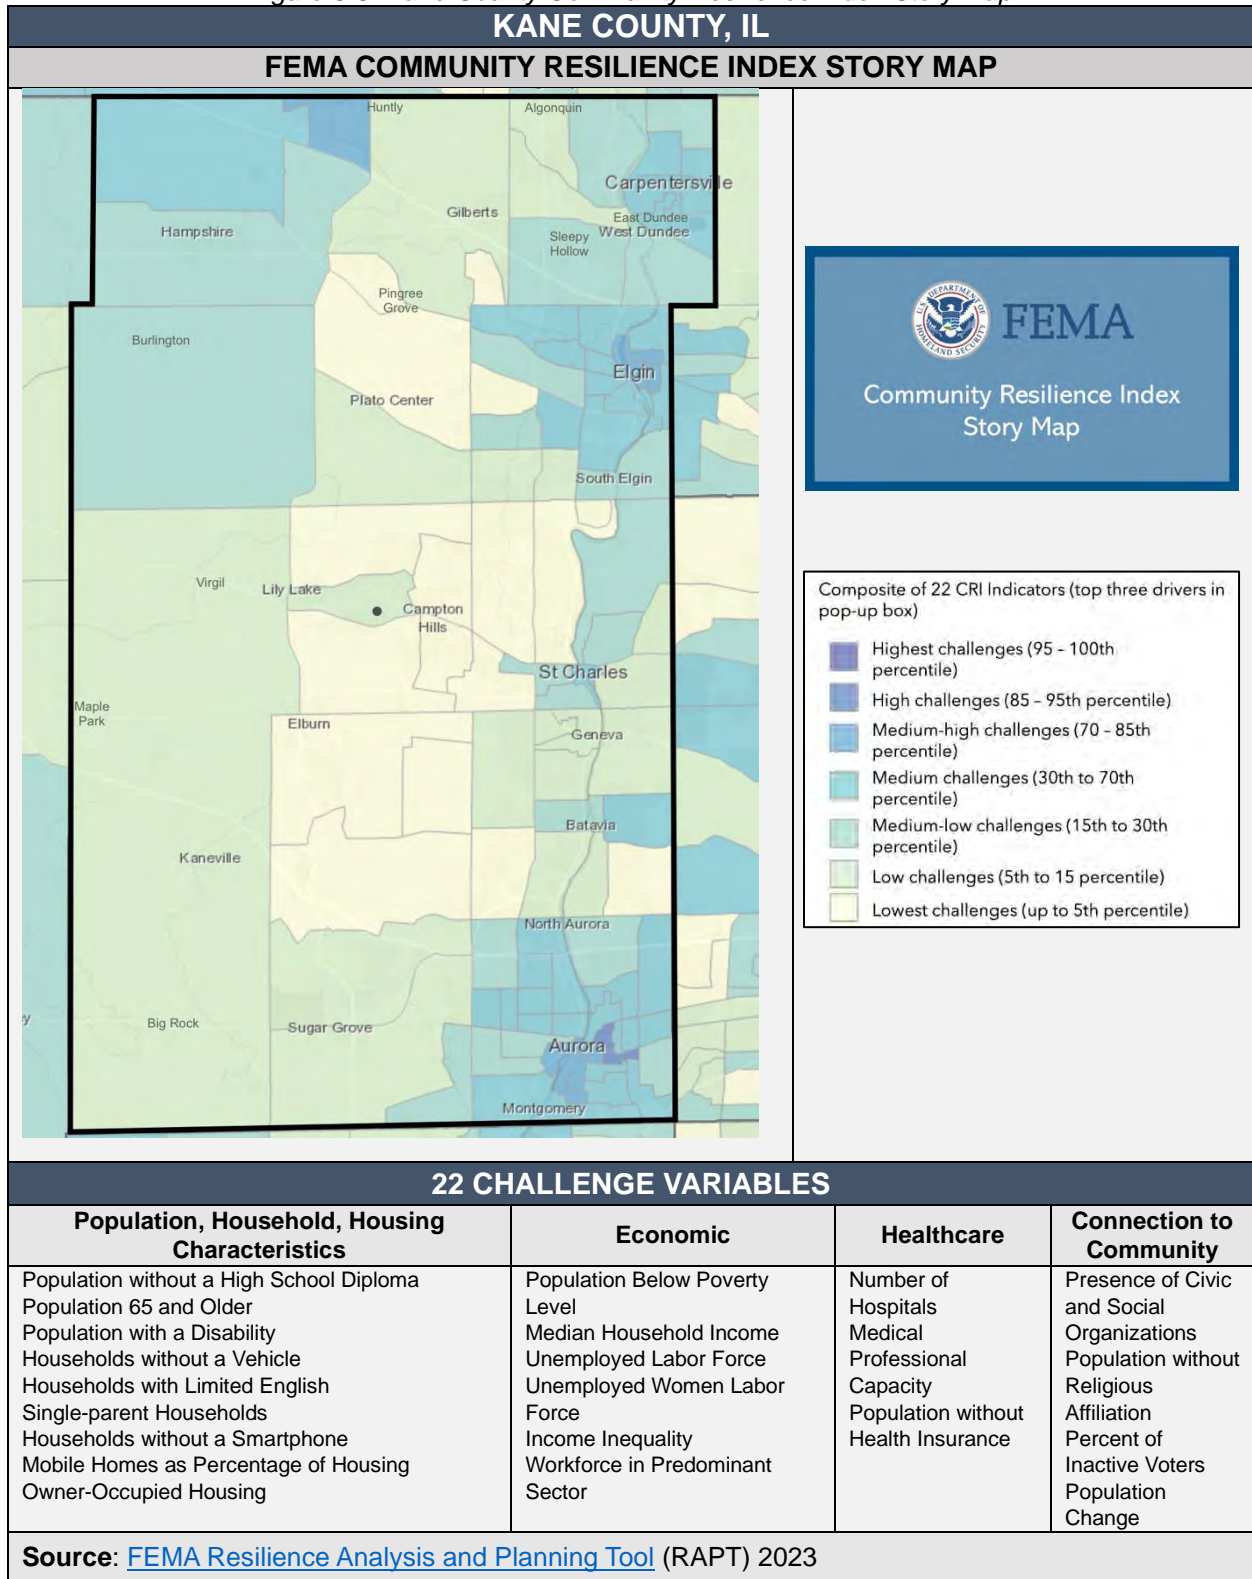 KANE COUNTY, IL
FEMA COMMUNITY RESILIENCE INDEX STORY MAP
Huntly
Algonquin
Carpentersville
Gilberts
East Dundee
Hampshire
Sleepy
Hollow
West Dundee
Pingree
Grove
Burlington
Elgin
Plato Center
South Elgin
Virgil
Lily Lake
Campton
Hills
St Charles
Maple
Park
Elburn
Geneva
Batavia
Kaneville
North Aurora
Big Rock
Sugar Grove
Aurora
Montgomery
U.S. DEPARTMENT OF
HOMELAND SECURITY
FEMA
Community Resilience Index
Story Map
Composite of 22 CRI Indicators (top three drivers in
pop-up box)
Highest challenges (95 - 100th
percentile)
High challenges (85 - 95th percentile)
Medium-high challenges (70 - 85th
percentile)
Medium challenges (30th to 70th
percentile)
Medium-low challenges (15th to 30th
percentile)
Low challenges (5th to 15 percentile)
Lowest challenges (up to 5th percentile)
22 CHALLENGE VARIABLES
Population, Household, Housing
Characteristics
Population without a High School Diploma
Population 65 and Older
Population with a Disability
Households without a Vehicle
Households with Limited English
Single-parent Households
Households without a Smartphone
Mobile Homes as Percentage of Housing
Owner-Occupied Housing
Economic
Population Below Poverty
Level
Median Household Income
Unemployed Labor Force
Unemployed Women Labor
Force
Income Inequality
Workforce in Predominant
Sector
Healthcare
Number of
Hospitals
Medical
Professional
Capacity
Population without
Health Insurance
Connection to
Community
Presence of Civic
and Social
Organizations
Population without
Religious
Affiliation
Percent of
Inactive Voters
Population
Change
Source: FEMA Resilience Analysis and Planning Tool (RAPT) 2023